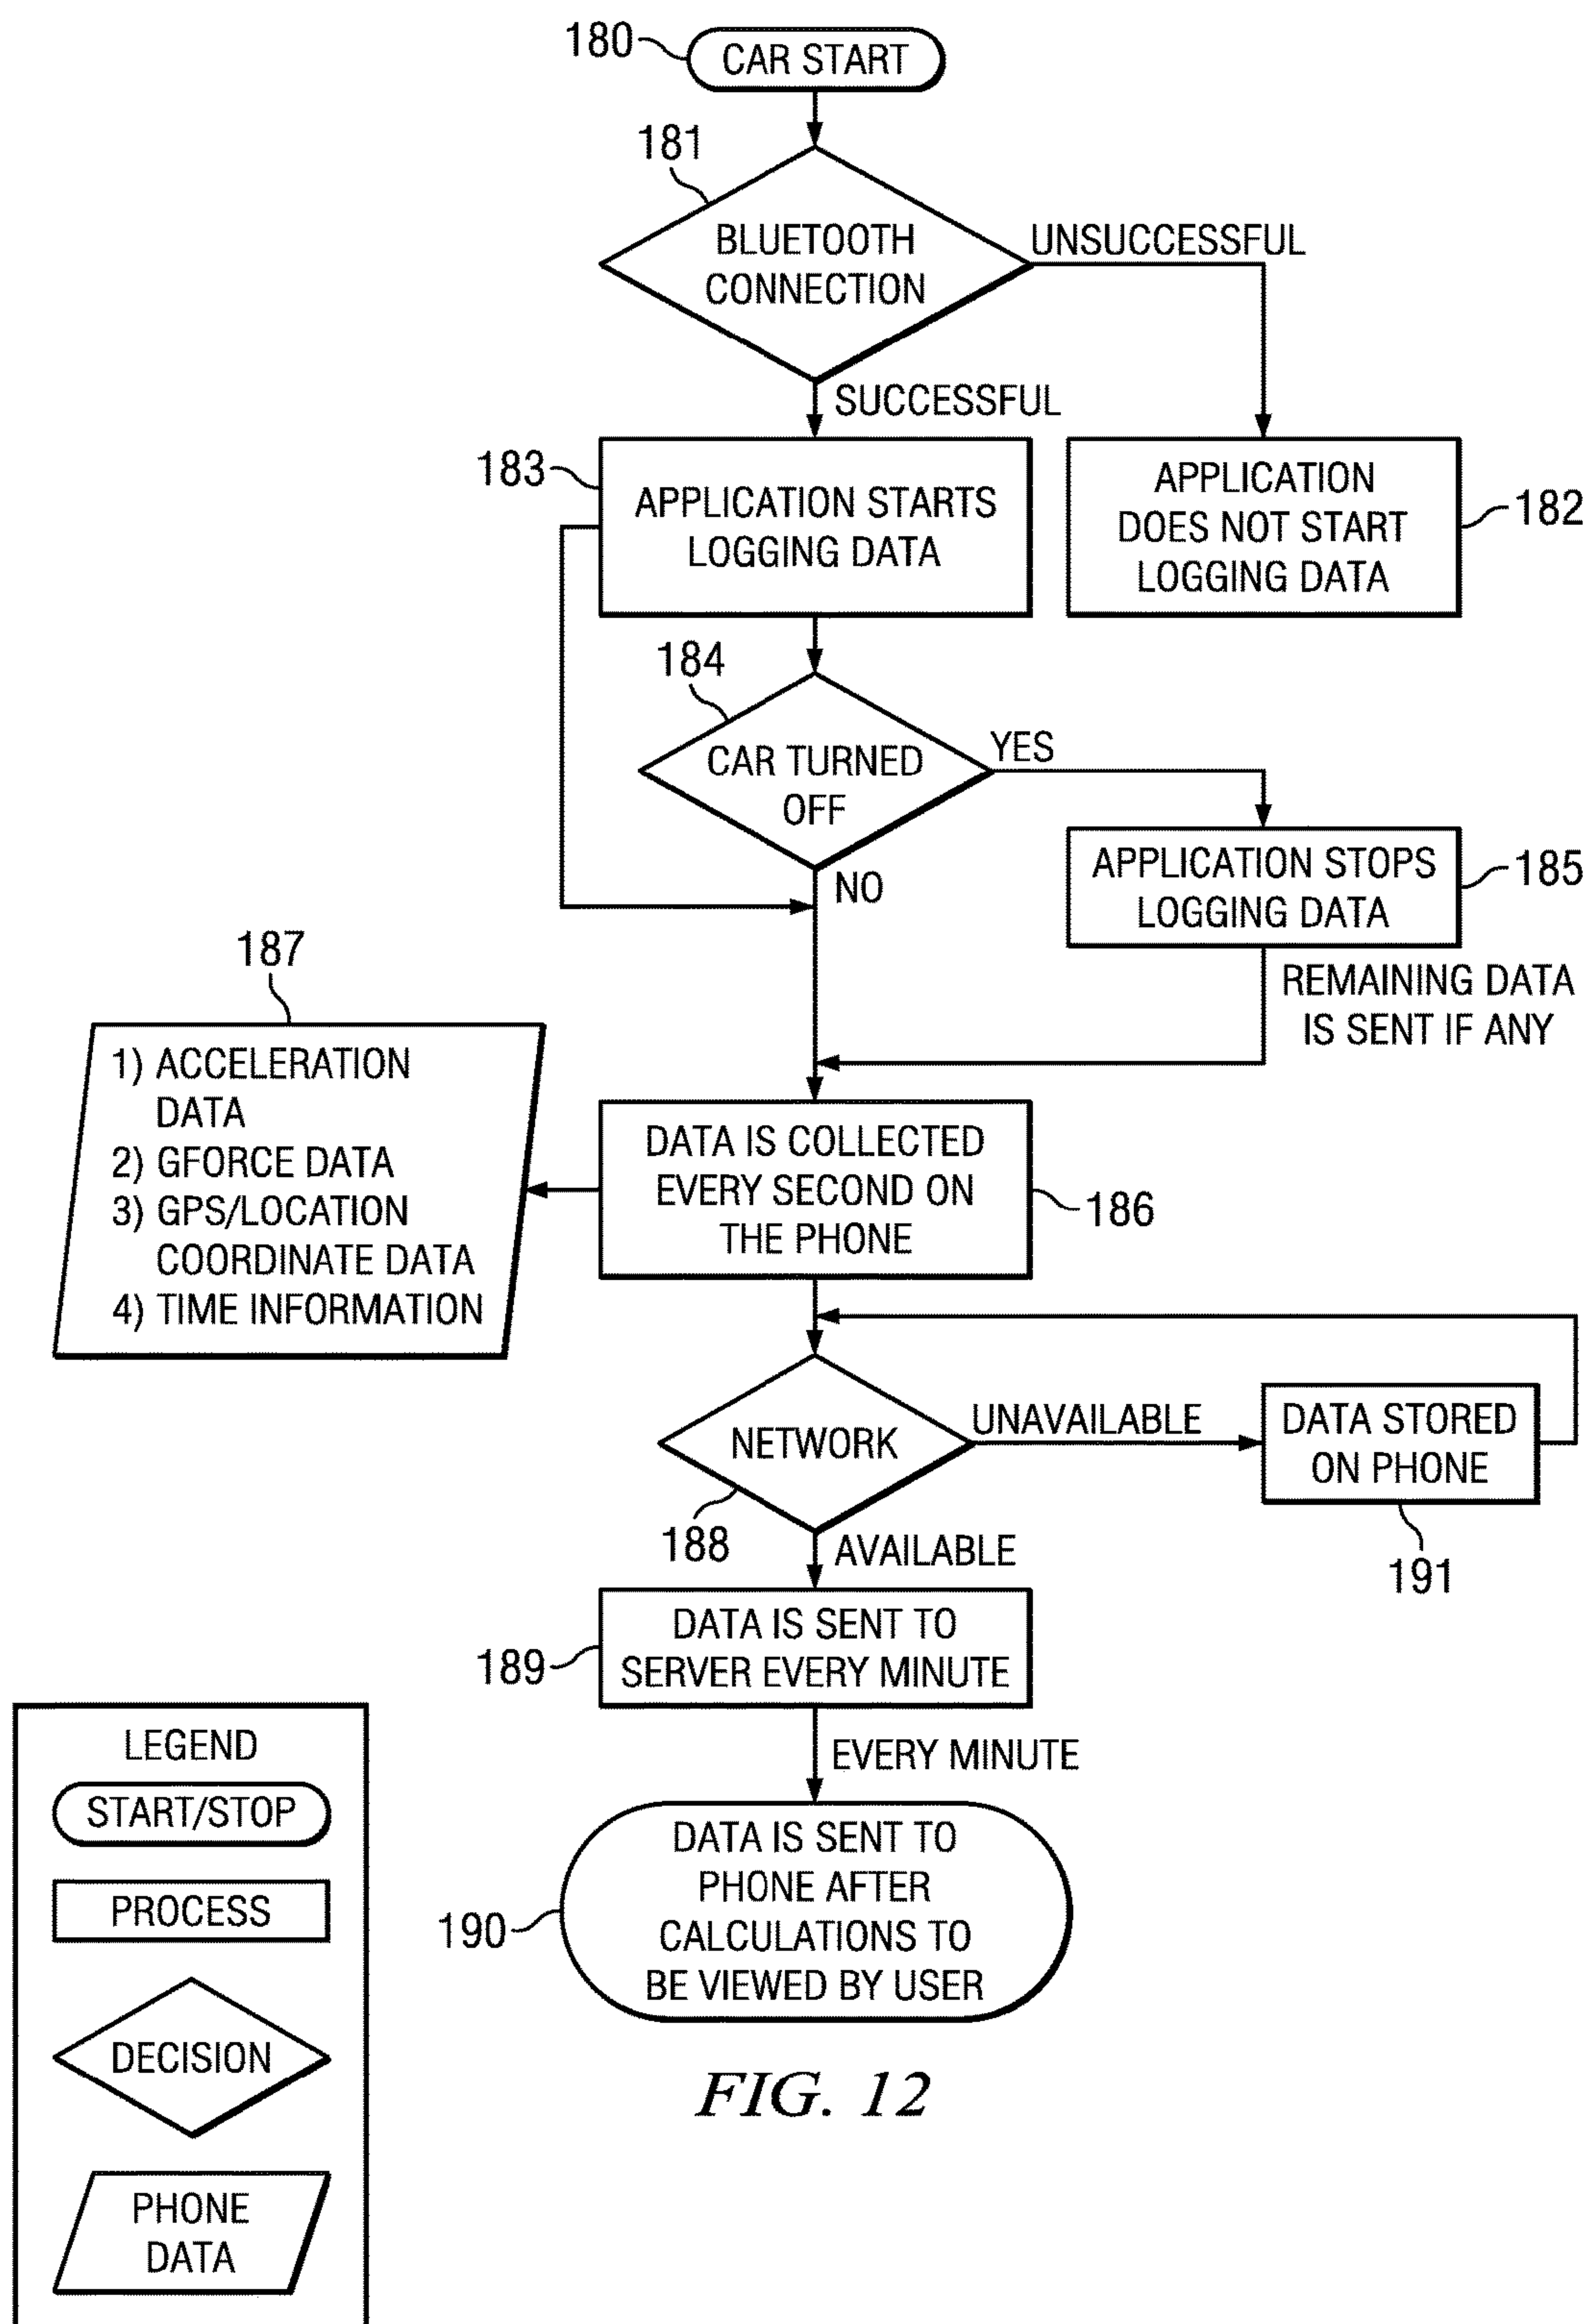 180
CAR START
181
BLUETOOTH
CONNECTION
UNSUCCESSFUL
SUCCESSFUL
183
APPLICATION STARTS
LOGGING DATA
APPLICATION
DOES NOT START
LOGGING DATA
182
184
CAR TURNED
OFF
YES
NO
APPLICATION STOPS
LOGGING DATA
185
REMAINING DATA
IS SENT IF ANY
187
1) ACCELERATION
DATA
2) GFORCE DATA
3) GPS/LOCATION
COORDINATE DATA
4) TIME INFORMATION
DATA IS COLLECTED
EVERY SECOND ON
THE PHONE
186
NETWORK
188
UNAVAILABLE
DATA STORED
ON PHONE
191
AVAILABLE
DATA IS SENT TO
SERVER EVERY MINUTE
189
EVERY MINUTE
DATA IS SENT TO
PHONE AFTER
CALCULATIONS TO
BE VIEWED BY USER
190
LEGEND
START/STOP
PROCESS
DECISION
PHONE
DATA
FIG. 12